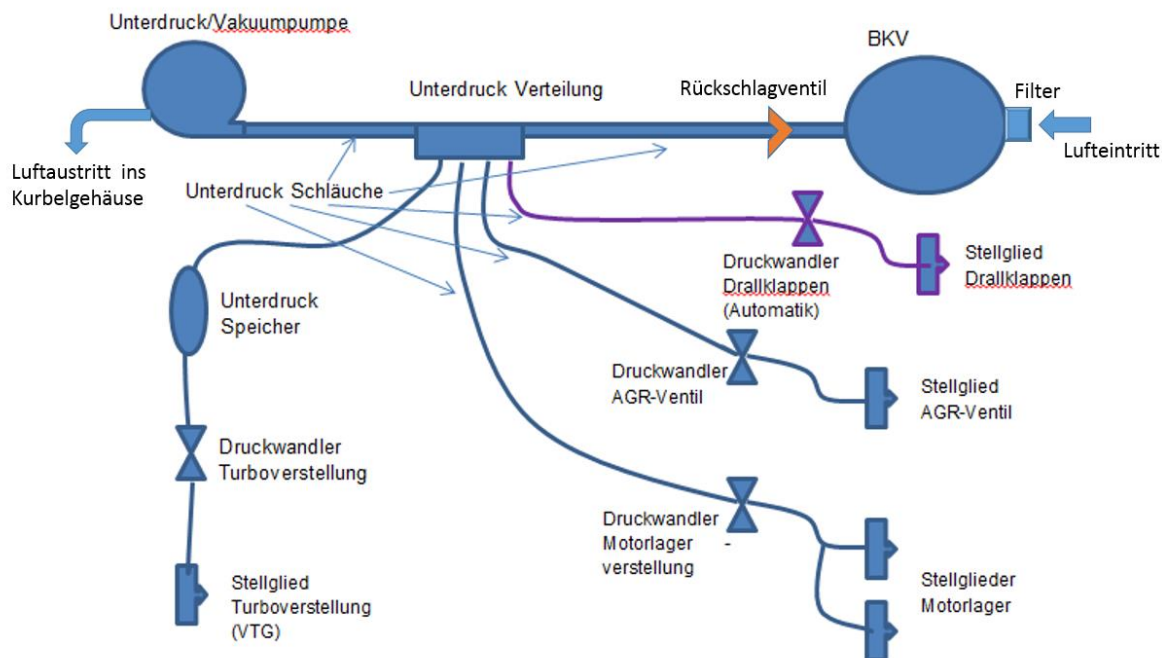 Unterdruck/Vakuumpumpe
BKV
Unterdruck Verteilung
Rückschlagventil
Filter
Lufteintritt
Luftaustritt ins
Kurbelgehäuse
Unterdruck Schläuche
Druckwandler
Drallklappen
(Automatik)
Stellglied
Drallklappen
Unterdruck
Speicher
Druckwandler
AGR-Ventil
Stellglied
AGR-Ventil
Druckwandler
Turboverstellung
Druckwandler
Motorlager -
verstellung
Stellglied
Turboverstellung
(VTG)
Stellglieder
Motorlager